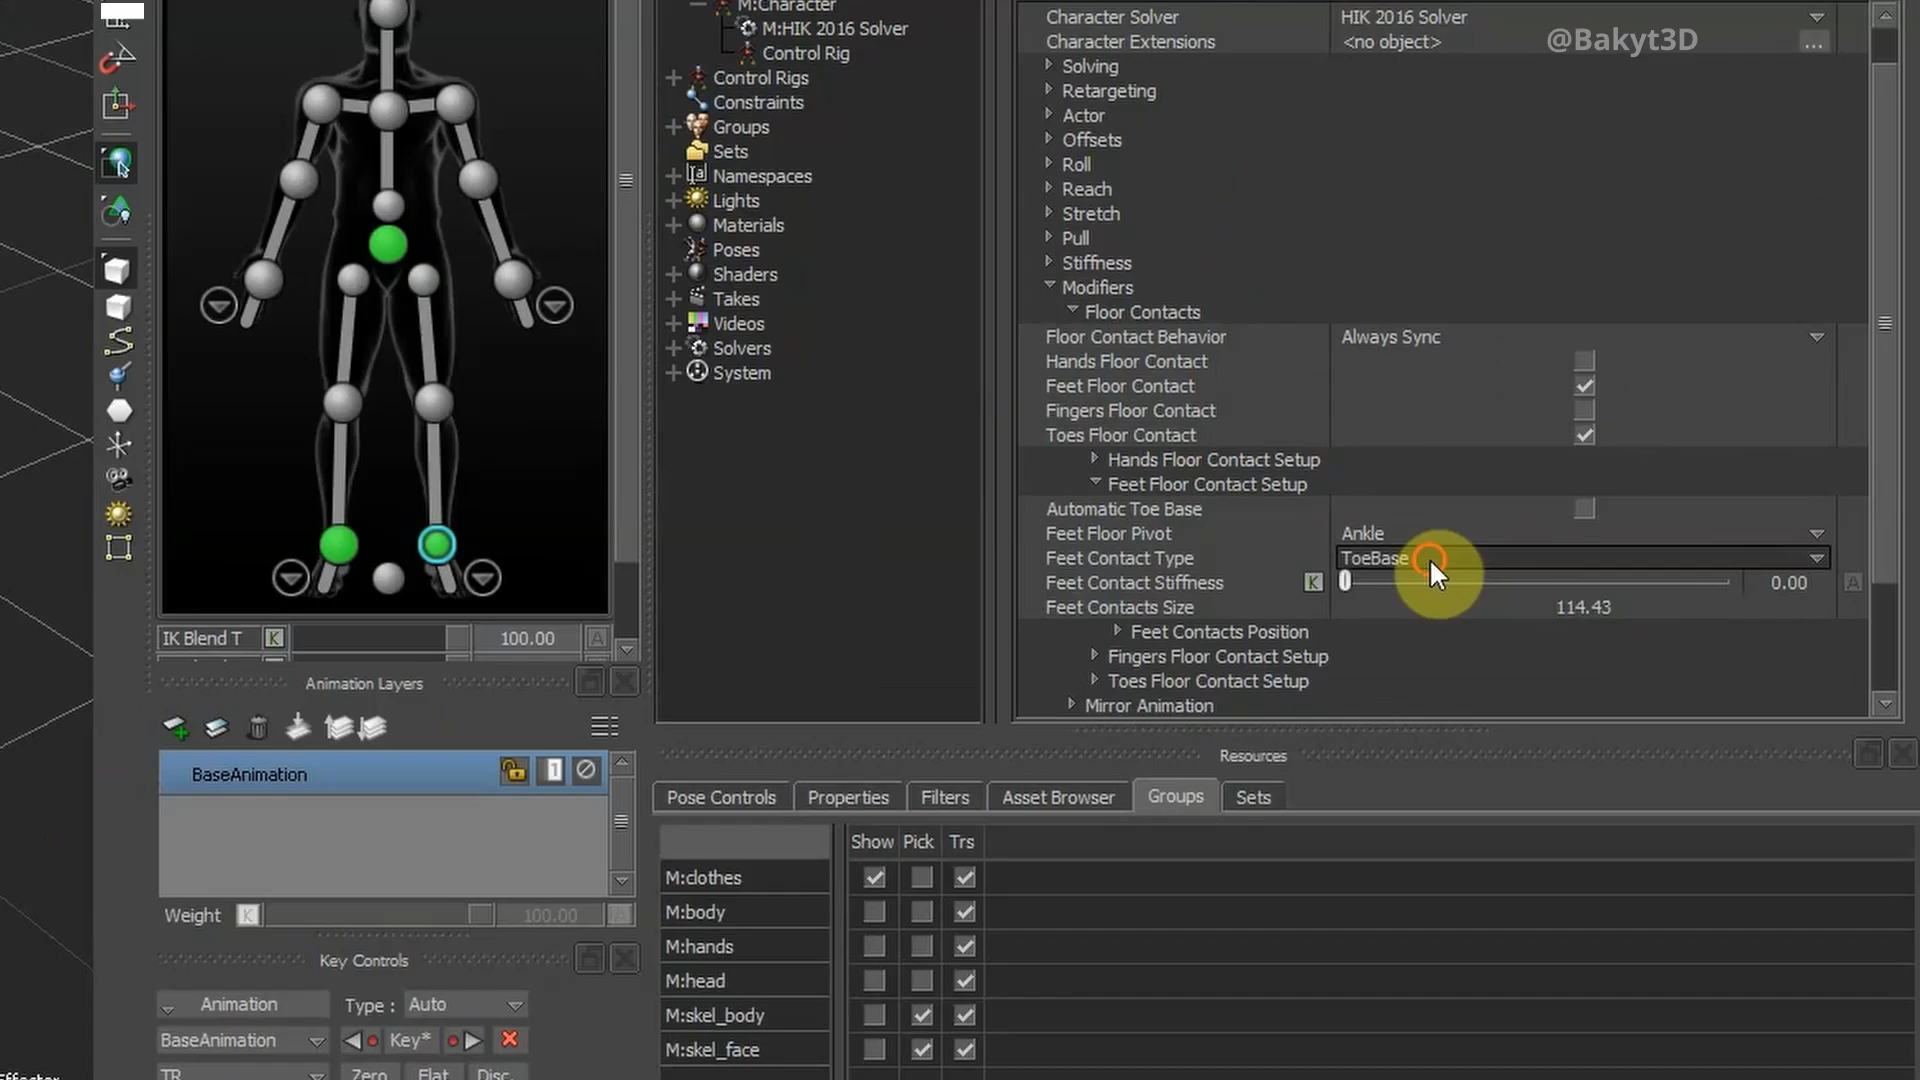 M:Character
M:HIK 2016 Solver
Control Rig
Control Rigs
Constraints
Groups
Sets
Namespaces
Lights
Materials
Poses
Shaders
Takes
Videos
Solvers
System
Character Solver HIK 2016 Solver
@Bakyt3D
Character Extensions <no object> ...
Solving
Retargeting
Actor
Offsets
Roll
Reach
Stretch
Pull
Stiffness
Modifiers
Floor Contacts
Floor Contact Behavior Always Sync
Hands Floor Contact
Feet Floor Contact
Fingers Floor Contact
Toes Floor Contact
Hands Floor Contact Setup
Feet Floor Contact Setup
Automatic Toe Base
Feet Floor Pivot Ankle
Feet Contact Type ToeBase
Feet Contact Stiffness K 0.00 A
Feet Contacts Size 114.43
Feet Contacts Position
Fingers Floor Contact Setup
Toes Floor Contact Setup
Mirror Animation
IK Blend T K 100.00 A
Animation Layers
BaseAnimation 1
Weight K 100.00 A
Key Controls
Animation Type : Auto
BaseAnimation Key*
TR Zero Flat Disc.
Resources
Pose Controls Properties Filters Asset Browser Groups Sets
Show Pick Trs
M:clothes
M:body
M:hands
M:head
M:skel_body
M:skel_face
Effector